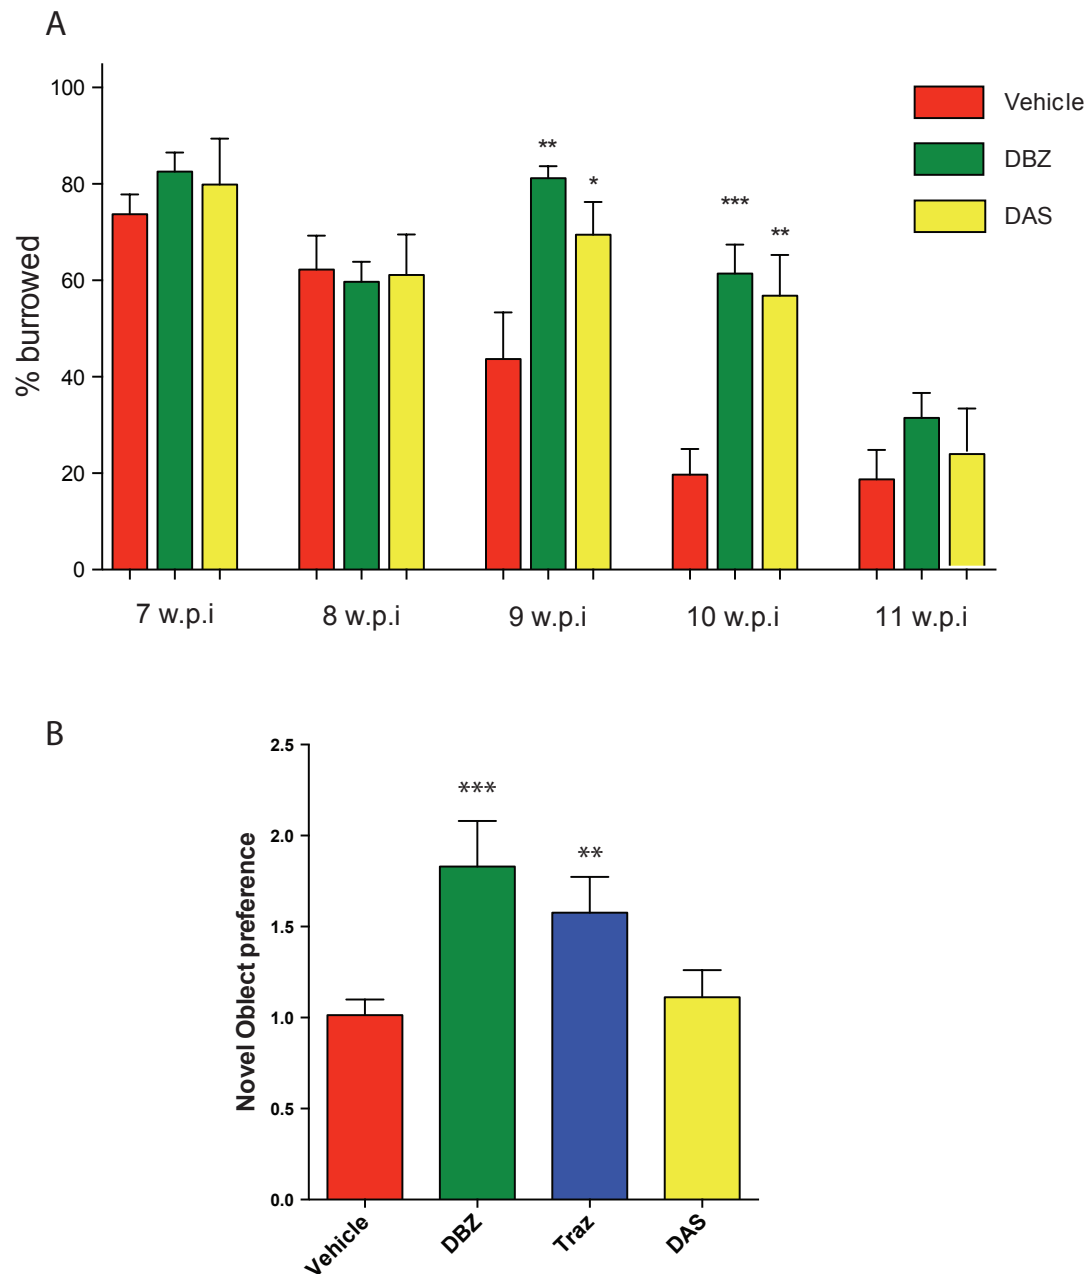 A
% burrowed
100
80
60
40
20
0
**
*
***
**
7 w.p.i
8 w.p.i
9 w.p.i
10 w.p.i
11 w.p.i
Vehicle
DBZ
DAS
B
Novel Oblect preference
2.5
2.0
1.5
1.0
0.5
0.0
***
**
Vehicle
DBZ
Traz
DAS